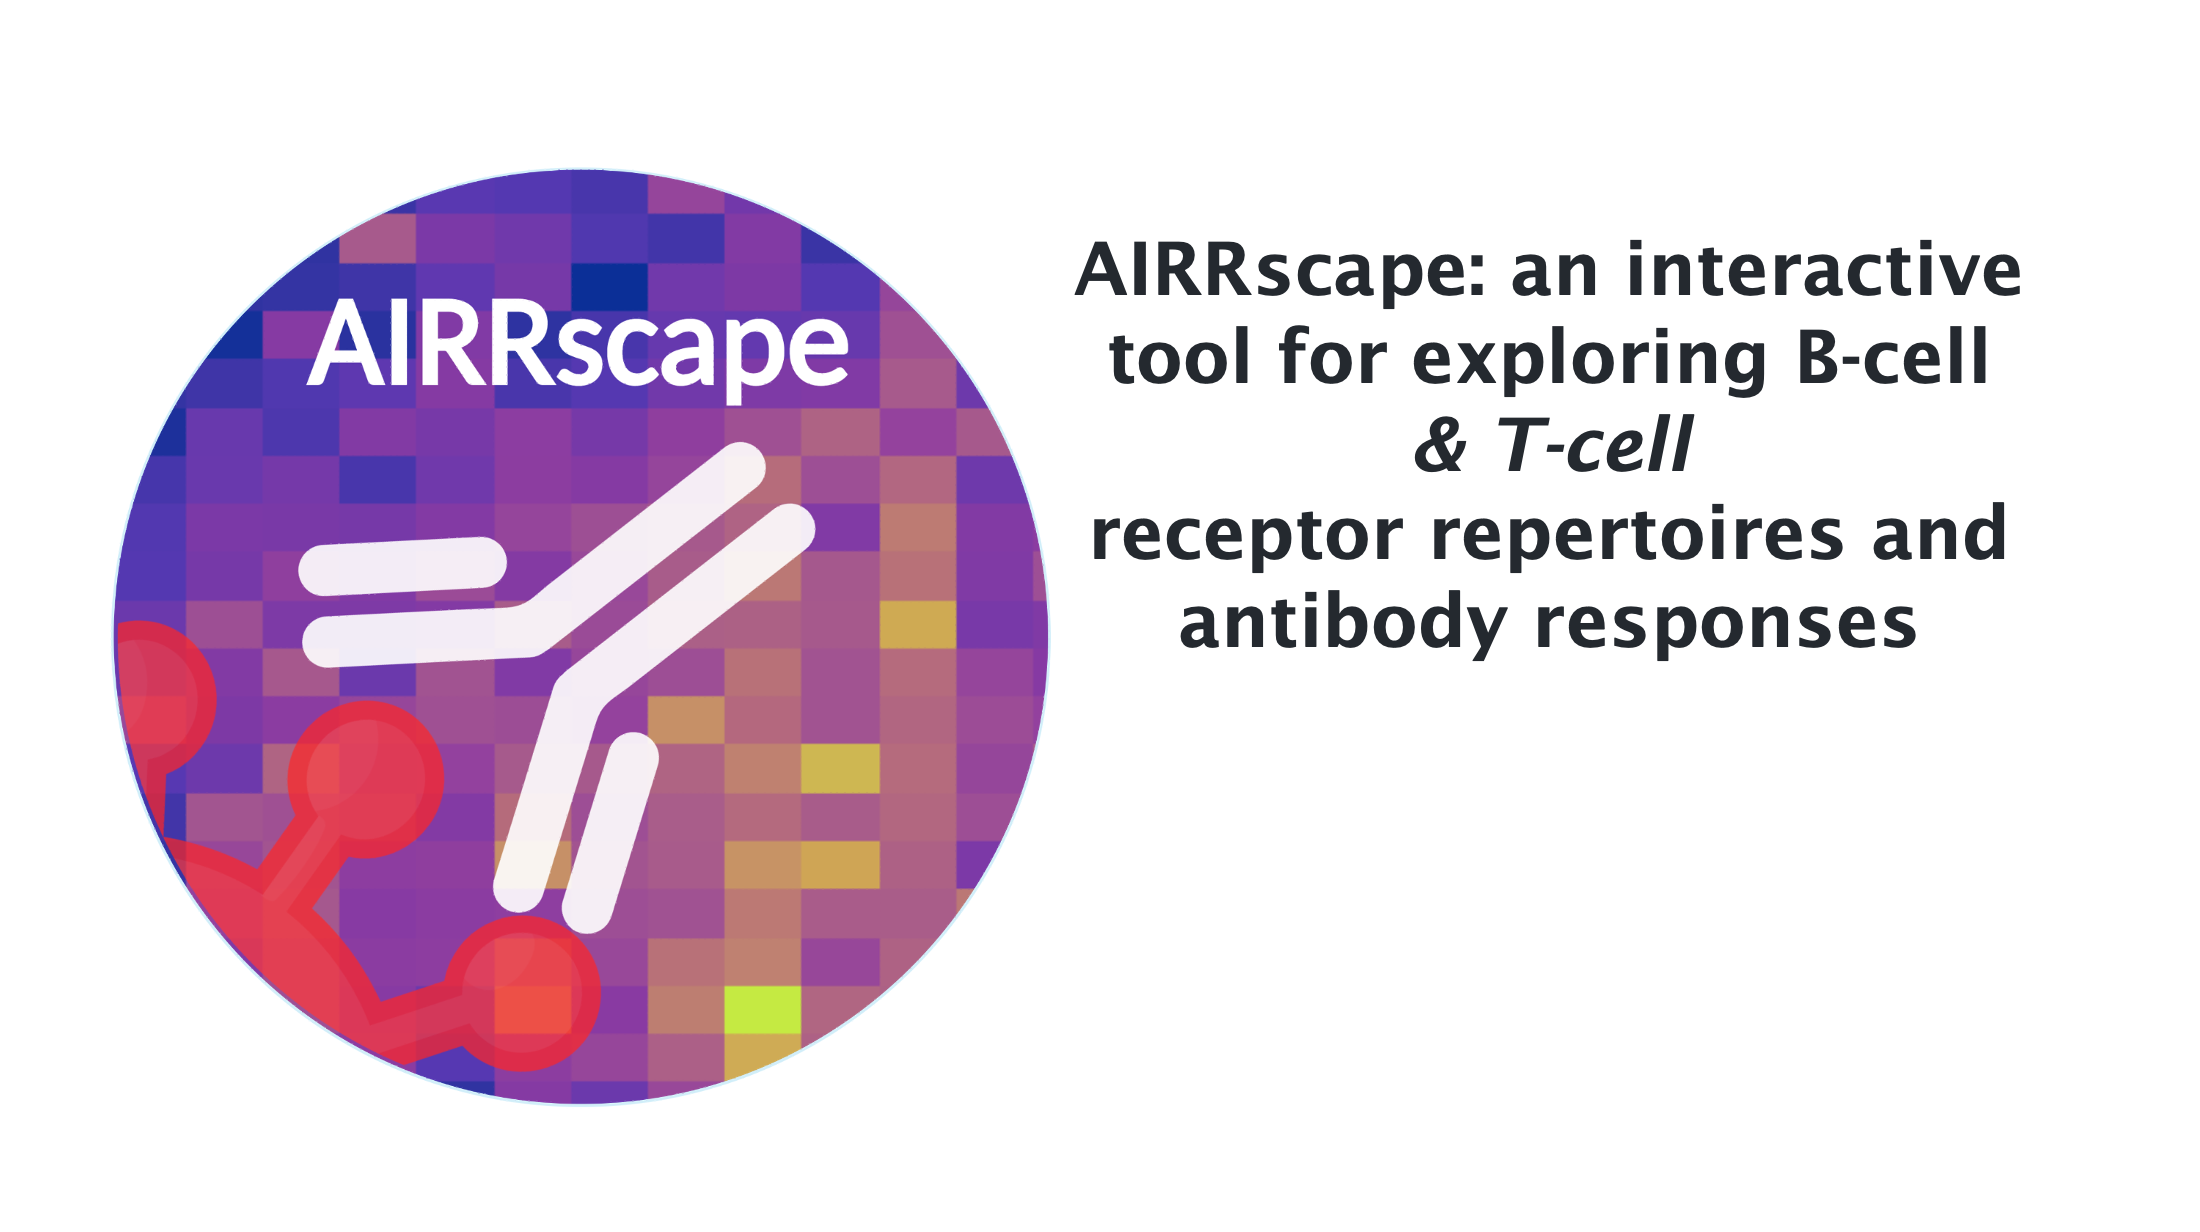 AIRRscape
AIRRscape: an interactive
tool for exploring B-cell
& T-cell
receptor repertoires and
antibody responses